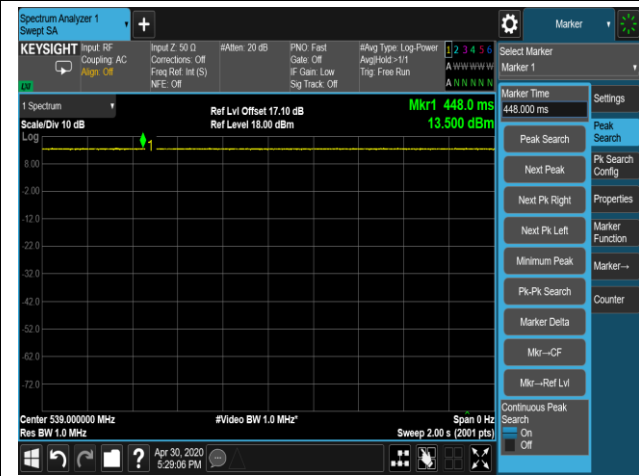 Spectrum Analyzer 1
Swept SA
Marker
KEYSIGHT
Input: RF
Coupling: AC
Align: Off
Input Z: 50 Ω
Corrections: Off
Freq Ref: Int (S)
NFE: Off
#Atten: 20 dB
PNO: Fast
Gate: Off
IF Gain: Low
Sig Track: Off
#Avg Type: Log-Power
Avg|Hold:>1/1
Trig: Free Run
1 2 3 4 5 6
A W W W W W
A N N N N N
Select Marker
Marker 1
1 Spectrum
Scale/Div 10 dB
Log
Ref Lvl Offset 17.10 dB
Ref Level 18.00 dBm
Mkr1 448.0 ms
13.500 dBm
1
8.00
-2.00
-12.0
-22.0
-32.0
-42.0
-52.0
-62.0
-72.0
Center 539.000000 MHz
Res BW 1.0 MHz
#Video BW 1.0 MHz*
Span 0 Hz
Sweep 2.00 s (2001 pts)
Marker Time
448.000 ms
Peak Search
Next Peak
Next Pk Right
Next Pk Left
Minimum Peak
Pk-Pk Search
Marker Delta
Mkr→CF
Mkr→Ref Lvl
Continuous Peak
Search
On
Off
Settings
Peak
Search
Pk Search
Config
Properties
Marker
Function
Marker→
Counter
?
Apr 30, 2020
5:29:06 PM